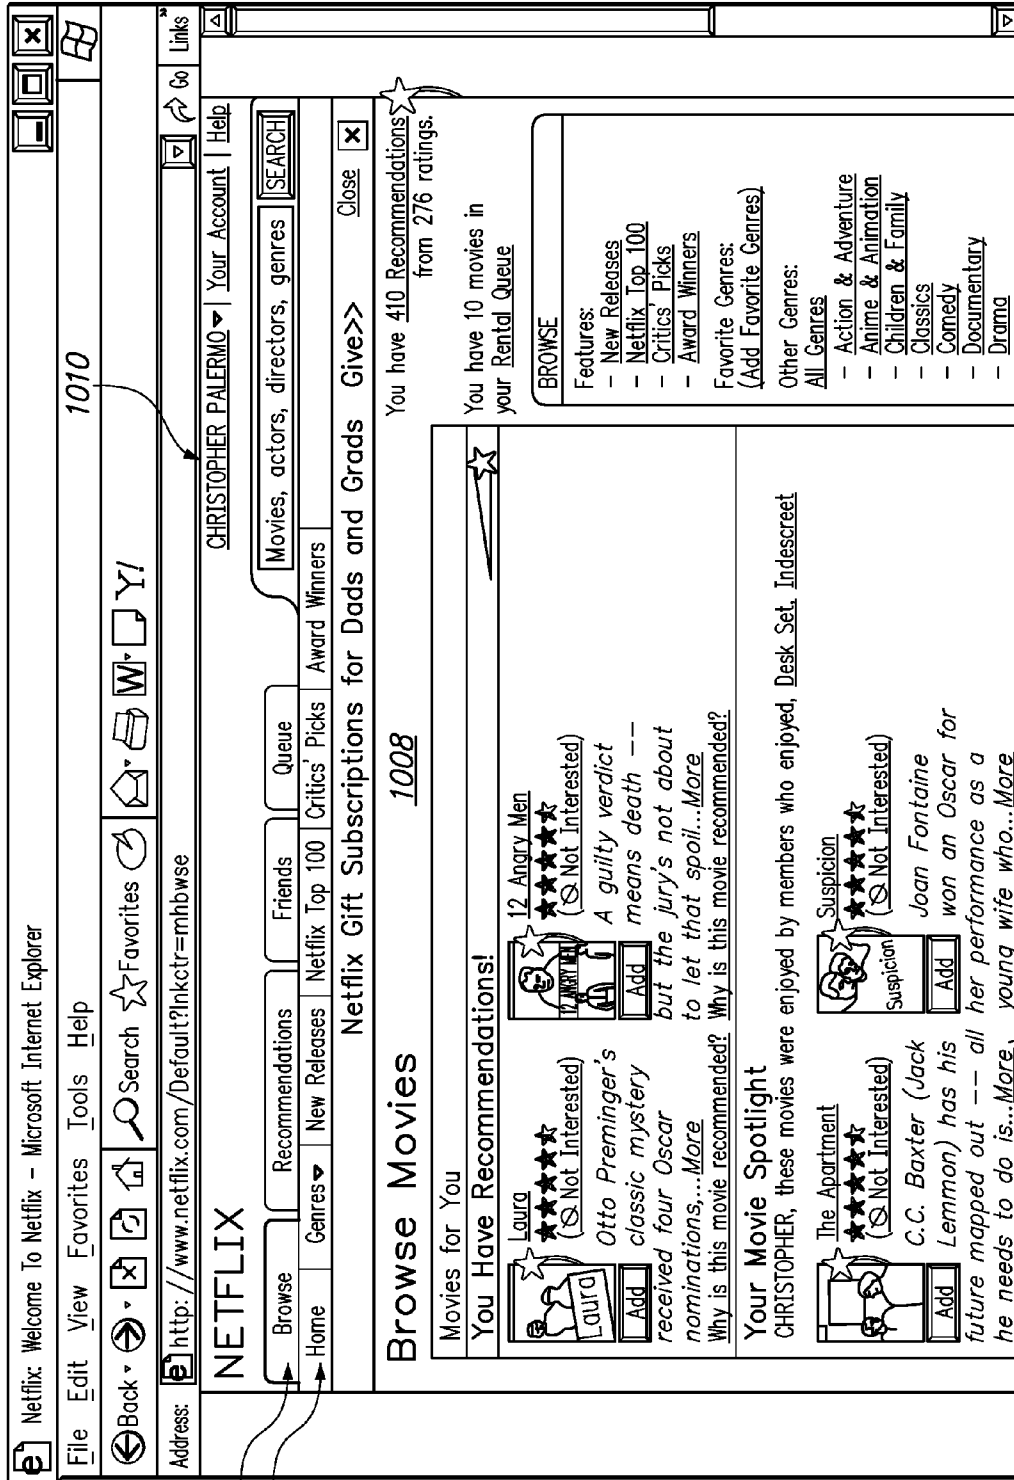 Netflix: Welcome To Netflix – Microsoft Internet Explorer
File Edit View Favorites Tools Help
Back Search Favorites W Y!
Address: http://www.netflix.com/Default?lnkctr=mhbwse Go Links »
1010
NETFLIX
CHRISTOPHER PALERMO | Your Account | Help
Browse Recommendations Friends Queue
Movies, actors, directors, genres SEARCH
Home Genres New Releases Netflix Top 100 Critics' Picks Award Winners
Netflix Gift Subscriptions for Dads and Grads Give>> Close
Browse Movies 1008
You have 410 Recommendations
from 276 ratings.
Movies for You
You Have Recommendations!
Laura
(Not Interested)
Laura
Add
Otto Preminger's
classic mystery
received four Oscar
nominations,...More
Why is this movie recommended?
12 Angry Men
(Not Interested)
12 ANGRY MEN
Add
A guilty verdict
means death --
but the jury's not about
to let that spoil...More
Why is this movie recommended?
Your Movie Spotlight
CHRISTOPHER, these movies were enjoyed by members who enjoyed, Desk Set, Indescreet
The Apartment
(Not Interested)
Add
C.C. Baxter (Jack
Lemmon) has his
future mapped out -- all
he needs to do is...More
Suspicion
(Not Interested)
Suspicion
Add
Joan Fontaine
won an Oscar for
her performance as a
young wife who...More
You have 10 movies in
your Rental Queue
BROWSE
Features:
– New Releases
– Netflix Top 100
– Critics' Picks
– Award Winners
Favorite Genres:
(Add Favorite Genres)
Other Genres:
All Genres
– Action & Adventure
– Anime & Animation
– Children & Family
– Classics
– Comedy
– Documentary
– Drama